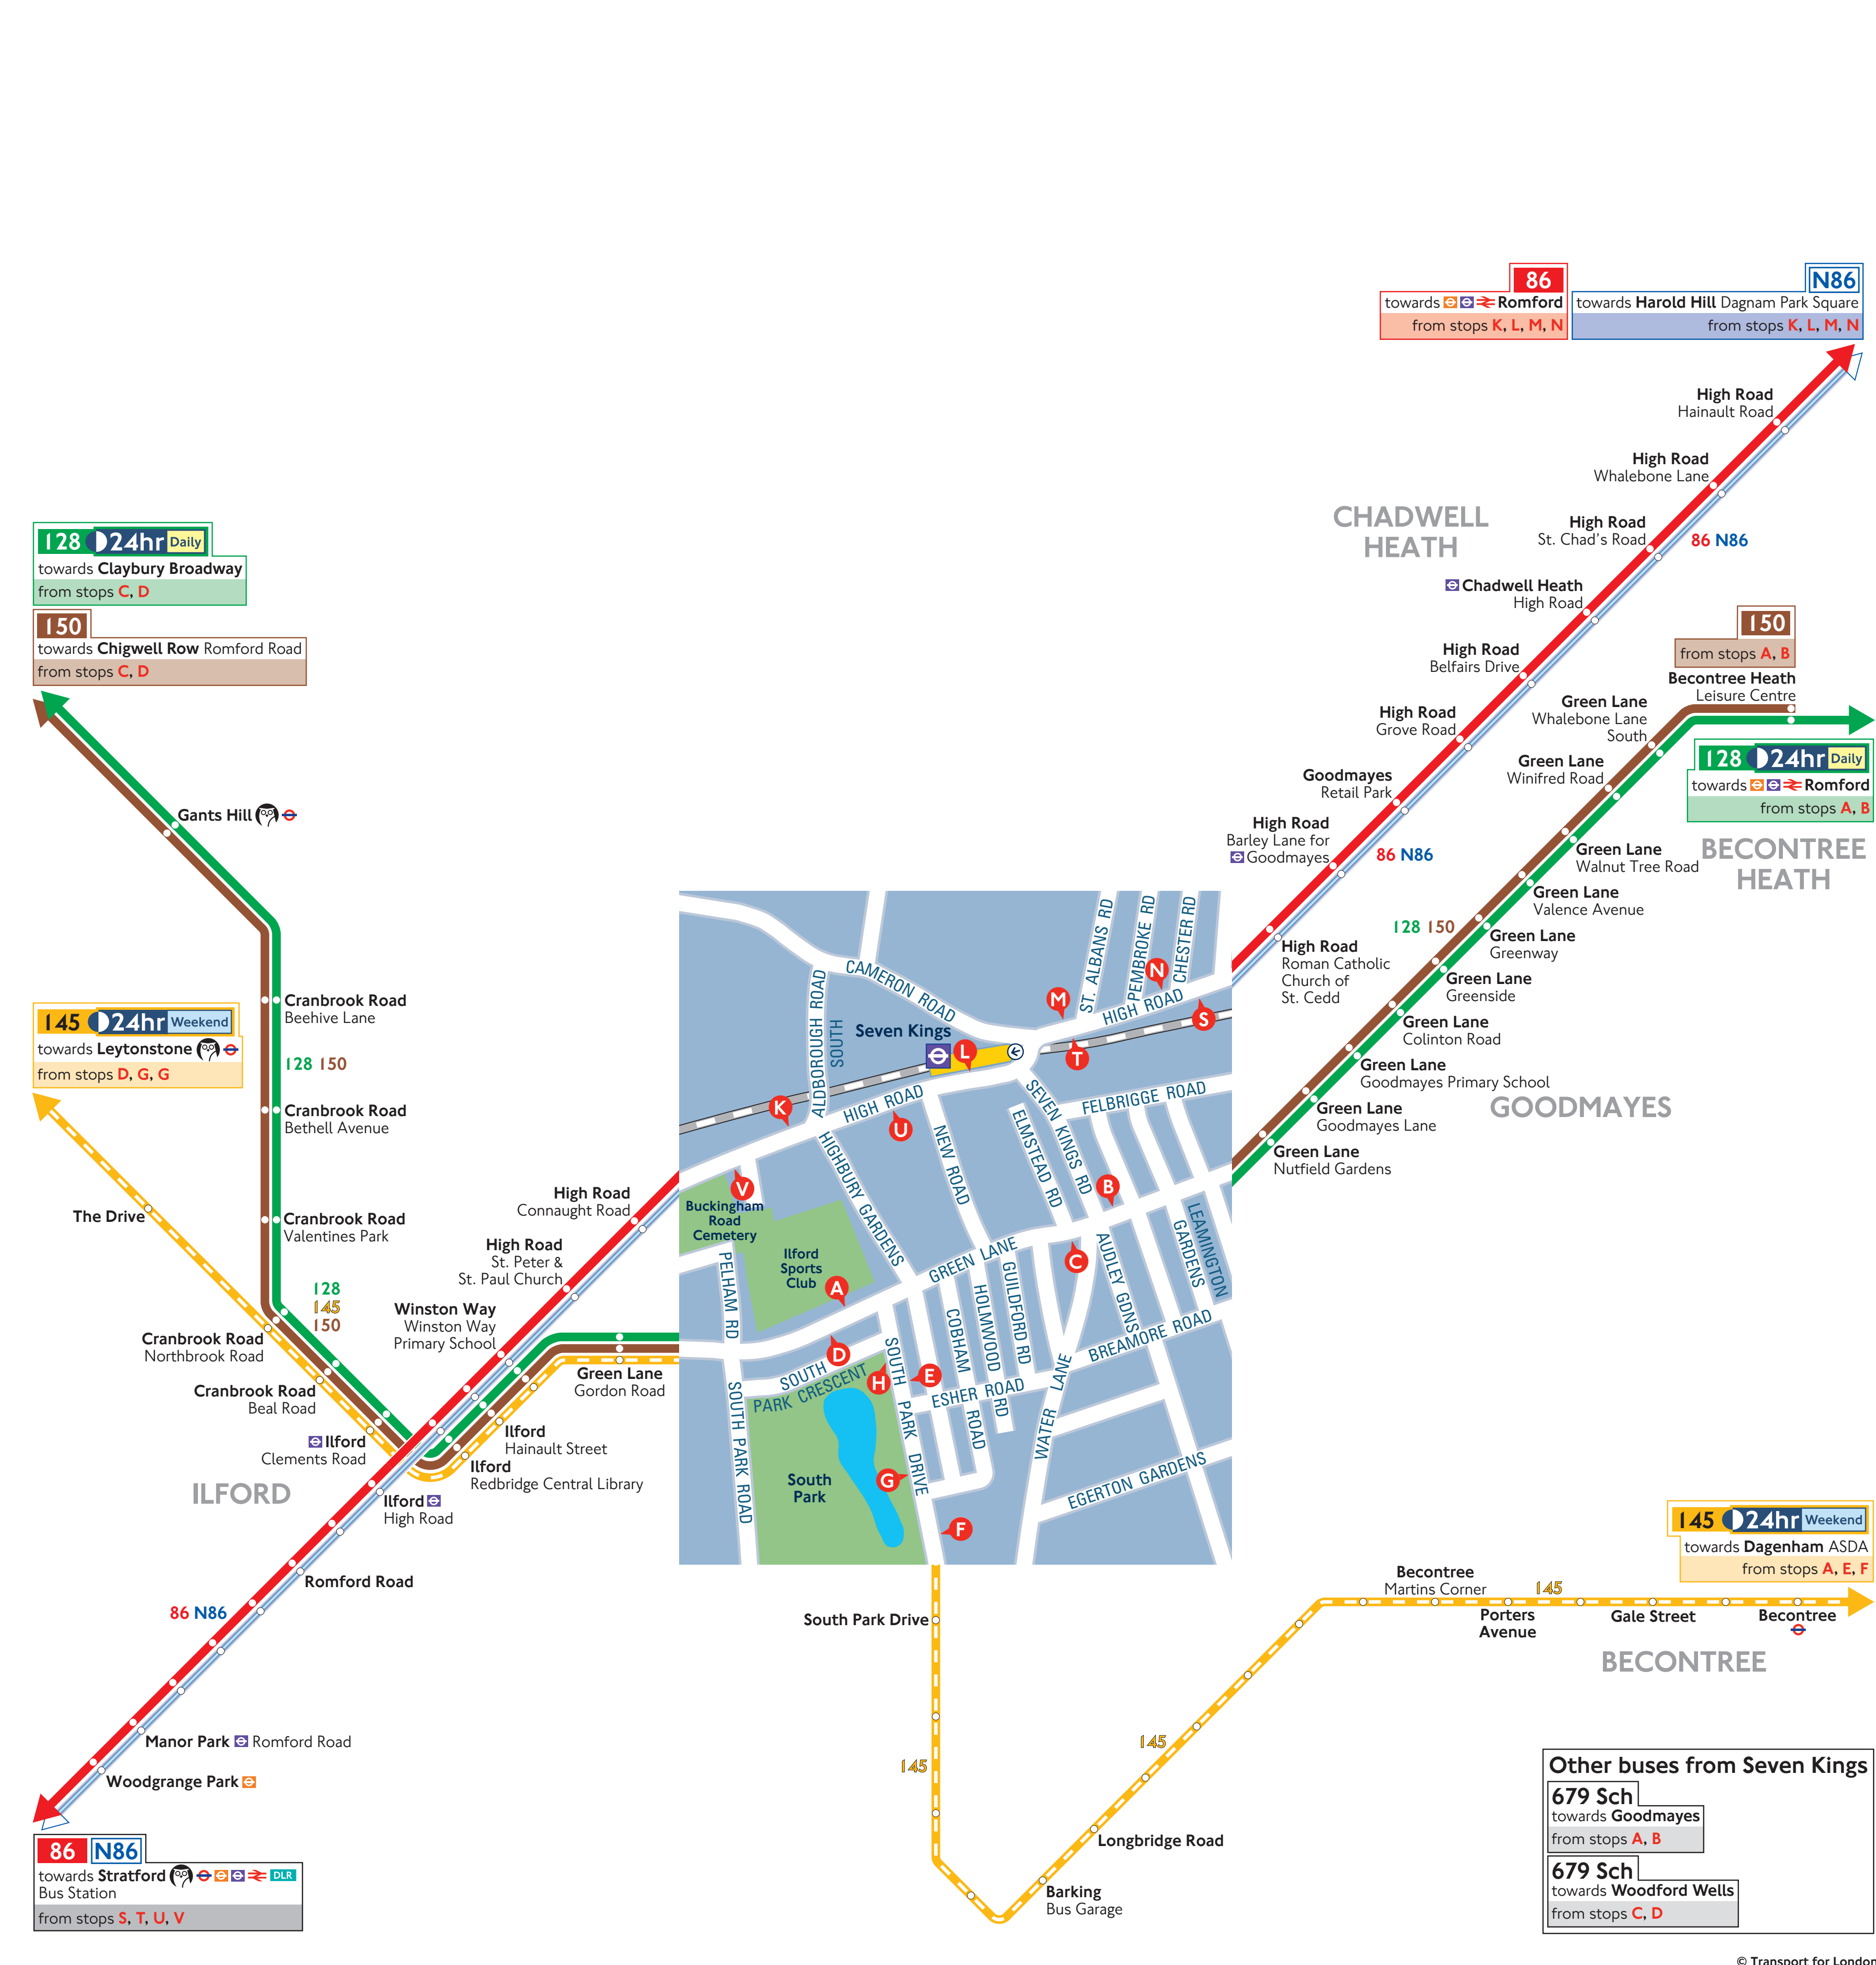 86
towards Romford
from stops K, L, M, N
N86
towards Harold Hill Dagnam Park Square
from stops K, L, M, N
High Road
Hainault Road
High Road
Whalebone Lane
CHADWELL
HEATH
High Road
St. Chad's Road
86 N86
Chadwell Heath
High Road
High Road
Belfairs Drive
High Road
Grove Road
Goodmayes
Retail Park
High Road
Barley Lane for
Goodmayes
86 N86
High Road
Roman Catholic
Church of
St. Cedd
128 24hr Daily
towards Claybury Broadway
from stops C, D
150
towards Chigwell Row Romford Road
from stops C, D
Gants Hill
Cranbrook Road
Beehive Lane
128 150
Cranbrook Road
Bethell Avenue
Cranbrook Road
Valentines Park
145 24hr Weekend
towards Leytonstone
from stops D, G, G
The Drive
128
145
150
Cranbrook Road
Northbrook Road
Cranbrook Road
Beal Road
Ilford
Clements Road
ILFORD
High Road
Connaught Road
High Road
St. Peter &
St. Paul Church
Winston Way
Winston Way
Primary School
Green Lane
Gordon Road
Ilford
Hainault Street
Ilford
Redbridge Central Library
Ilford
High Road
Romford Road
86 N86
Manor Park Romford Road
Woodgrange Park
86 N86
towards Stratford DLR
Bus Station
from stops S, T, U, V
150
from stops A, B
Becontree Heath
Leisure Centre
Green Lane
Whalebone Lane
South
Green Lane
Winifred Road
128 24hr Daily
towards Romford
from stops A, B
BECONTREE
HEATH
Green Lane
Walnut Tree Road
Green Lane
Valence Avenue
128 150
Green Lane
Greenway
Green Lane
Greenside
Green Lane
Colinton Road
Green Lane
Goodmayes Primary School
GOODMAYES
Green Lane
Goodmayes Lane
Green Lane
Nutfield Gardens
CAMERON ROAD
ALDBOROUGH ROAD
SOUTH
ST. ALBANS RD
PEMBROKE RD
CHESTER RD
HIGH ROAD
M
N
S
Seven Kings
L
T
K
HIGH ROAD
U
SEVEN KINGS RD
FELBRIGGE ROAD
ELMSTEAD RD
NEW ROAD
HIGHBURY GARDENS
V
B
Buckingham
Road
Cemetery
Ilford
Sports
Club
A
PELHAM RD
GREEN LANE
C
AUDLEY GDNS
LEAMINGTON
GARDENS
GUILDFORD RD
HOLMWOOD
RD
COBHAM
ROAD
BREAMORE ROAD
D
SOUTH
PARK CRESCENT
H
E
SOUTH PARK DRIVE
ESHER ROAD
WATER LANE
SOUTH PARK ROAD
South
Park
G
F
EGERTON GARDENS
South Park Drive
145
Barking
Bus Garage
Longbridge Road
145
Becontree
Martins Corner
145
Porters
Avenue
Gale Street
Becontree
BECONTREE
145 24hr Weekend
towards Dagenham ASDA
from stops A, E, F
Other buses from Seven Kings
679 Sch
towards Goodmayes
from stops A, B
679 Sch
towards Woodford Wells
from stops C, D
© Transport for London